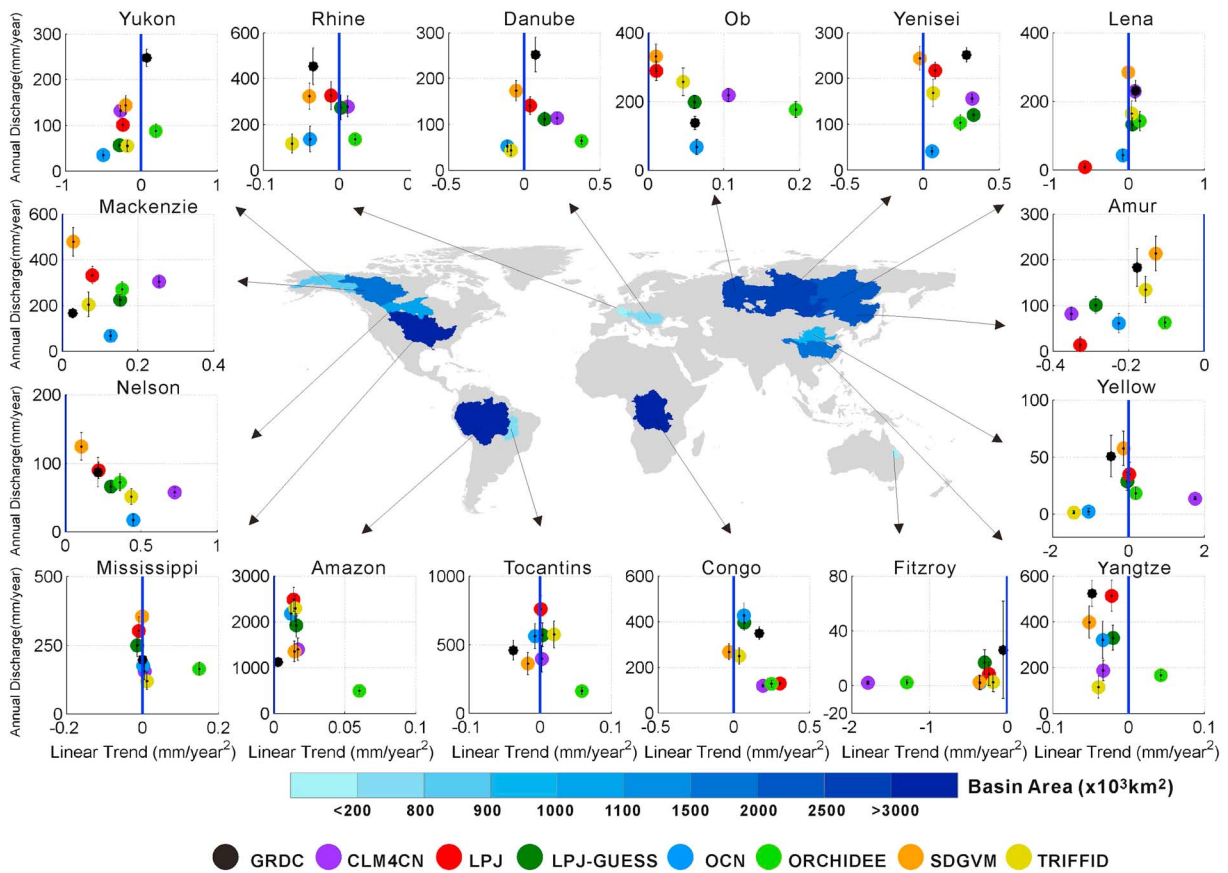 Yukon Rhine Danube Ob Yenisei Lena
Annual Discharge(mm/year)
300 600 300 400 300 400
200 400 200 200 200
100 200 100 200 100
0 0 0 0 0 0
-1 0 1 -0.1 0 -0.5 0 0.5 0 0.1 0.2 -0.5 0 0.5 -1 0 1
Mackenzie Amur
Annual Discharge(mm/year)
600 300
400 200
200 100
0 0
0 0.2 0.4 -0.4 -0.2 0
Nelson Yellow
Annual Discharge(mm/year)
200 100
100 50
0 0
0 0.5 1 -2 0 2
Mississippi Amazon Tocantins Congo Fitzroy Yangtze
Annual Discharge(mm/year)
500 3000 1000 600 80 600
2000 400 40 400
250 1000 500 200 0 200
0 0 0 0 -20 0
-0.2 0 0.2 0 0.05 0.1 -0.1 0 0.1 -0.5 0 0.5 -2 -1 0 -0.1 0 0.1
Linear Trend (mm/year²) Linear Trend (mm/year²) Linear Trend (mm/year²) Linear Trend (mm/year²) Linear Trend (mm/year²) Linear Trend (mm/year²)
Basin Area (x10³km²)
<200 800 900 1000 1100 1500 2000 2500 >3000
GRDC CLM4CN LPJ LPJ-GUESS OCN ORCHIDEE SDGVM TRIFFID